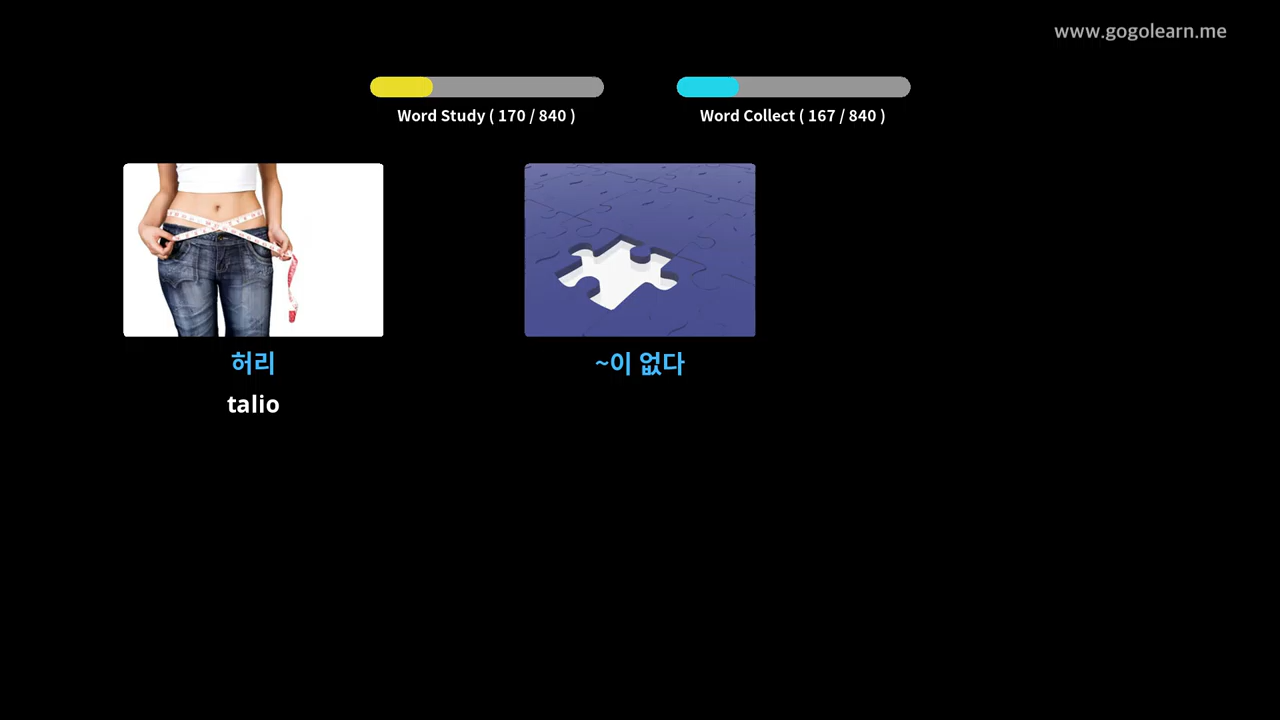 www.gogolearn.me
Word Study ( 170 / 840 )
Word Collect ( 167 / 840 )
허리
~이 없다
talio